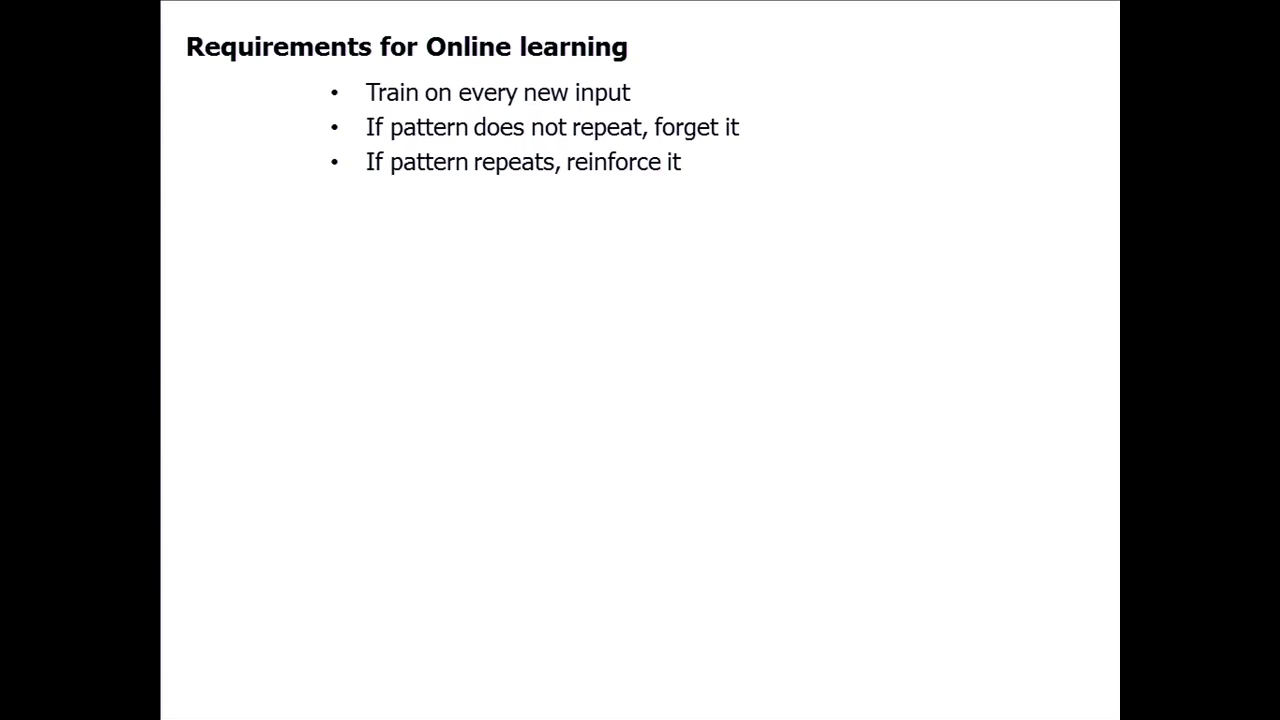 Requirements for Online learning
• Train on every new input
• If pattern does not repeat, forget it
• If pattern repeats, reinforce it